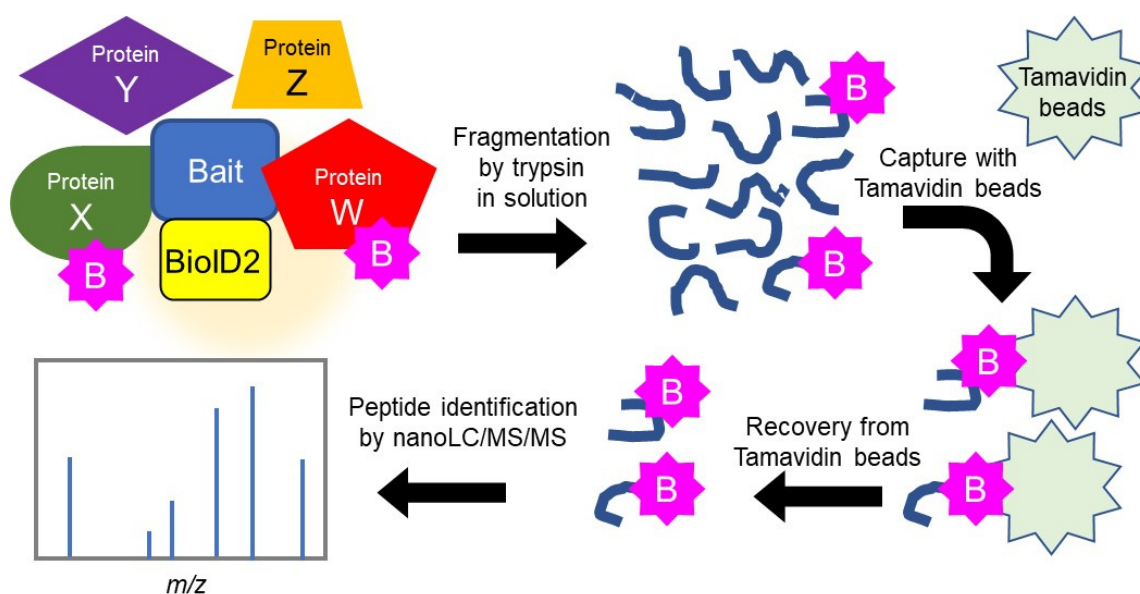 Protein
Y
Protein
Z
Protein
X
Bait
Protein
W
B
BioID2
B
Fragmentation
by trypsin
in solution
B
B
Capture with
Tamavidin beads
Tamavidin
beads
B
B
Recovery from
Tamavidin beads
B
B
Peptide identification
by nanoLC/MS/MS
m/z